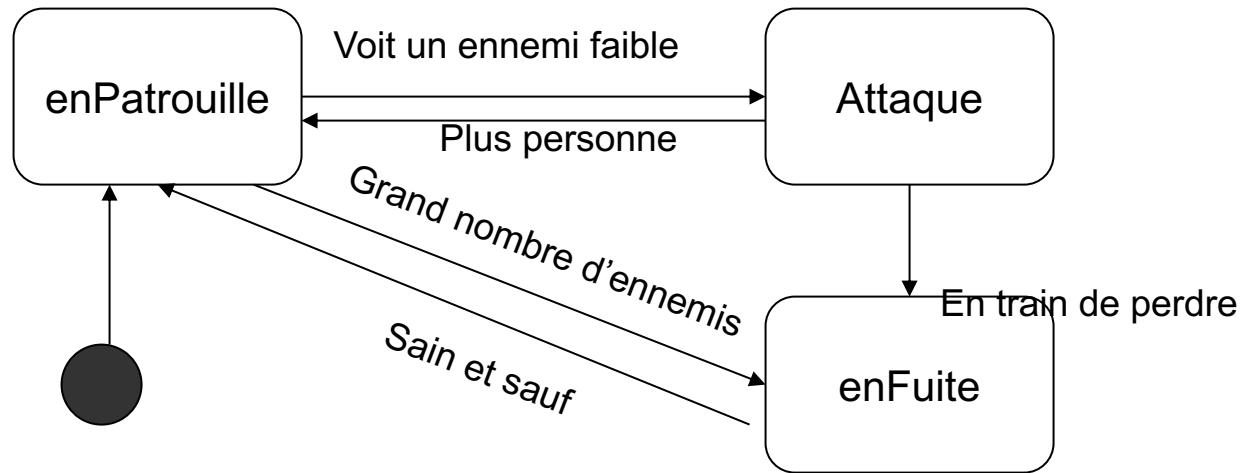 Voit un ennemi faible
enPatrouille
Attaque
Plus personne
Grand nombre d’ennemis
En train de perdre
Sain et sauf
enFuite